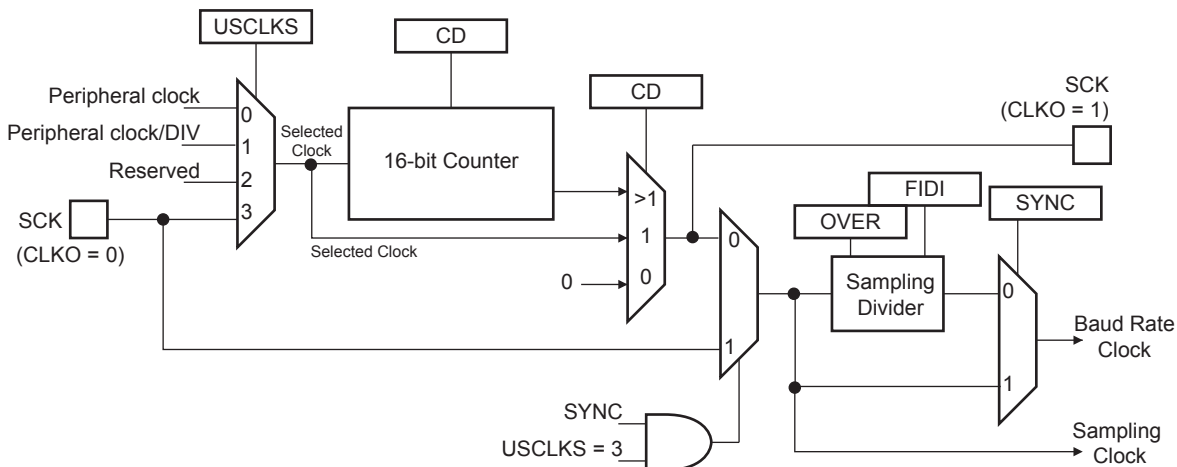 USCLKS
CD
CD
SCK
(CLKO = 1)
Peripheral clock
0
Peripheral clock/DIV
1
Reserved
2
SCK
3
(CLKO = 0)
Selected
Clock
16-bit Counter
Selected Clock
>1
1
0
0
0
1
SYNC
USCLKS = 3
FIDI
OVER
SYNC
Sampling
Divider
0
1
Baud Rate
Clock
Sampling
Clock